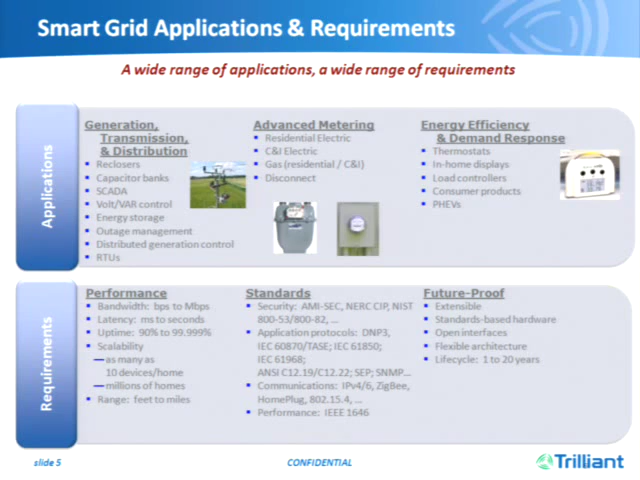 Smart Grid Applications & Requirements
A wide range of applications, a wide range of requirements
Applications
Generation,
Transmission,
& Distribution
Reclosers
Capacitor banks
SCADA
Volt/VAR control
Energy storage
Outage management
Distributed generation control
RTUs
Advanced Metering
Residential Electric
C&I Electric
Gas (residential / C&I)
Disconnect
Energy Efficiency
& Demand Response
Thermostats
In-home displays
Load controllers
Consumer products
PHEVs
Requirements
Performance
Bandwidth: bps to Mbps
Latency: ms to seconds
Uptime: 90% to 99.999%
Scalability
—as many as
10 devices/home
—millions of homes
Range: feet to miles
Standards
Security: AMI-SEC, NERC CIP, NIST
800-53/800-82, ...
Application protocols: DNP3,
IEC 60870/TASE; IEC 61850;
IEC 61968;
ANSI C12.19/C12.22; SEP; SNMP...
Communications: IPv4/6, ZigBee,
HomePlug, 802.15.4, ...
Performance: IEEE 1646
Future-Proof
Extensible
Standards-based hardware
Open interfaces
Flexible architecture
Lifecycle: 1 to 20 years
slide 5
CONFIDENTIAL
Trilliant